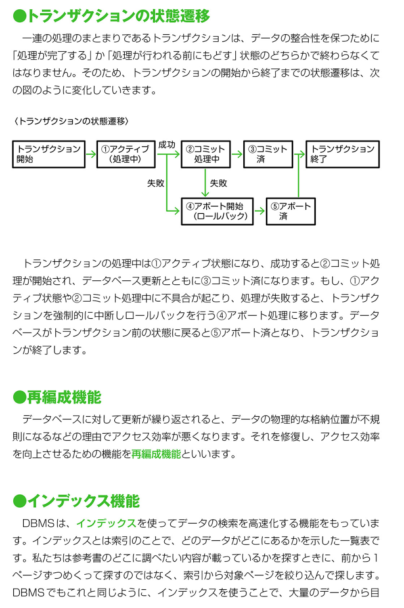 ●トランザクションの状態遷移
一連の処理のまとまりであるトランザクションは、データの整合性を保つために
「処理が完了する」か「処理が行われる前にもどす」状態のどちらかで終わらなくて
はなりません。そのため、トランザクションの開始から終了までの状態遷移は、次
の図のように変化していきます。
〈トランザクションの状態遷移〉
トランザクション
開始
①アクティブ
(処理中)
成功
②コミット
処理中
③コミット
済
トランザクション
終了
失敗
失敗
④アボート開始
(ロールバック)
⑤アボート
済
トランザクションの処理中は①アクティブ状態になり、成功すると②コミット処
理が開始され、データベース更新とともに③コミット済になります。もし、①アク
ティブ状態や②コミット処理中に不具合が起こり、処理が失敗すると、トランザク
ションを強制的に中断しロールバックを行う④アボート処理に移ります。データ
ベースがトランザクション前の状態に戻ると⑤アボート済となり、トランザクショ
ンが終了します。
●再編成機能
データベースに対して更新が繰り返されると、データの物理的な格納位置が不規
則になるなどの理由でアクセス効率が悪くなります。それを修復し、アクセス効率
を向上させるための機能を再編成機能といいます。
●インデックス機能
DBMSは、インデックスを使ってデータの検索を高速化する機能をもっていま
す。インデックスとは索引のことで、どのデータがどこにあるかを示した一覧表で
す。私たちは参考書のどこに調べたい内容が載っているかを探すときに、前から1
ページずつめくって探すのではなく、索引から対象ページを絞り込んで探します。
DBMSでもこれと同じように、インデックスを使うことで、大量のデータから目